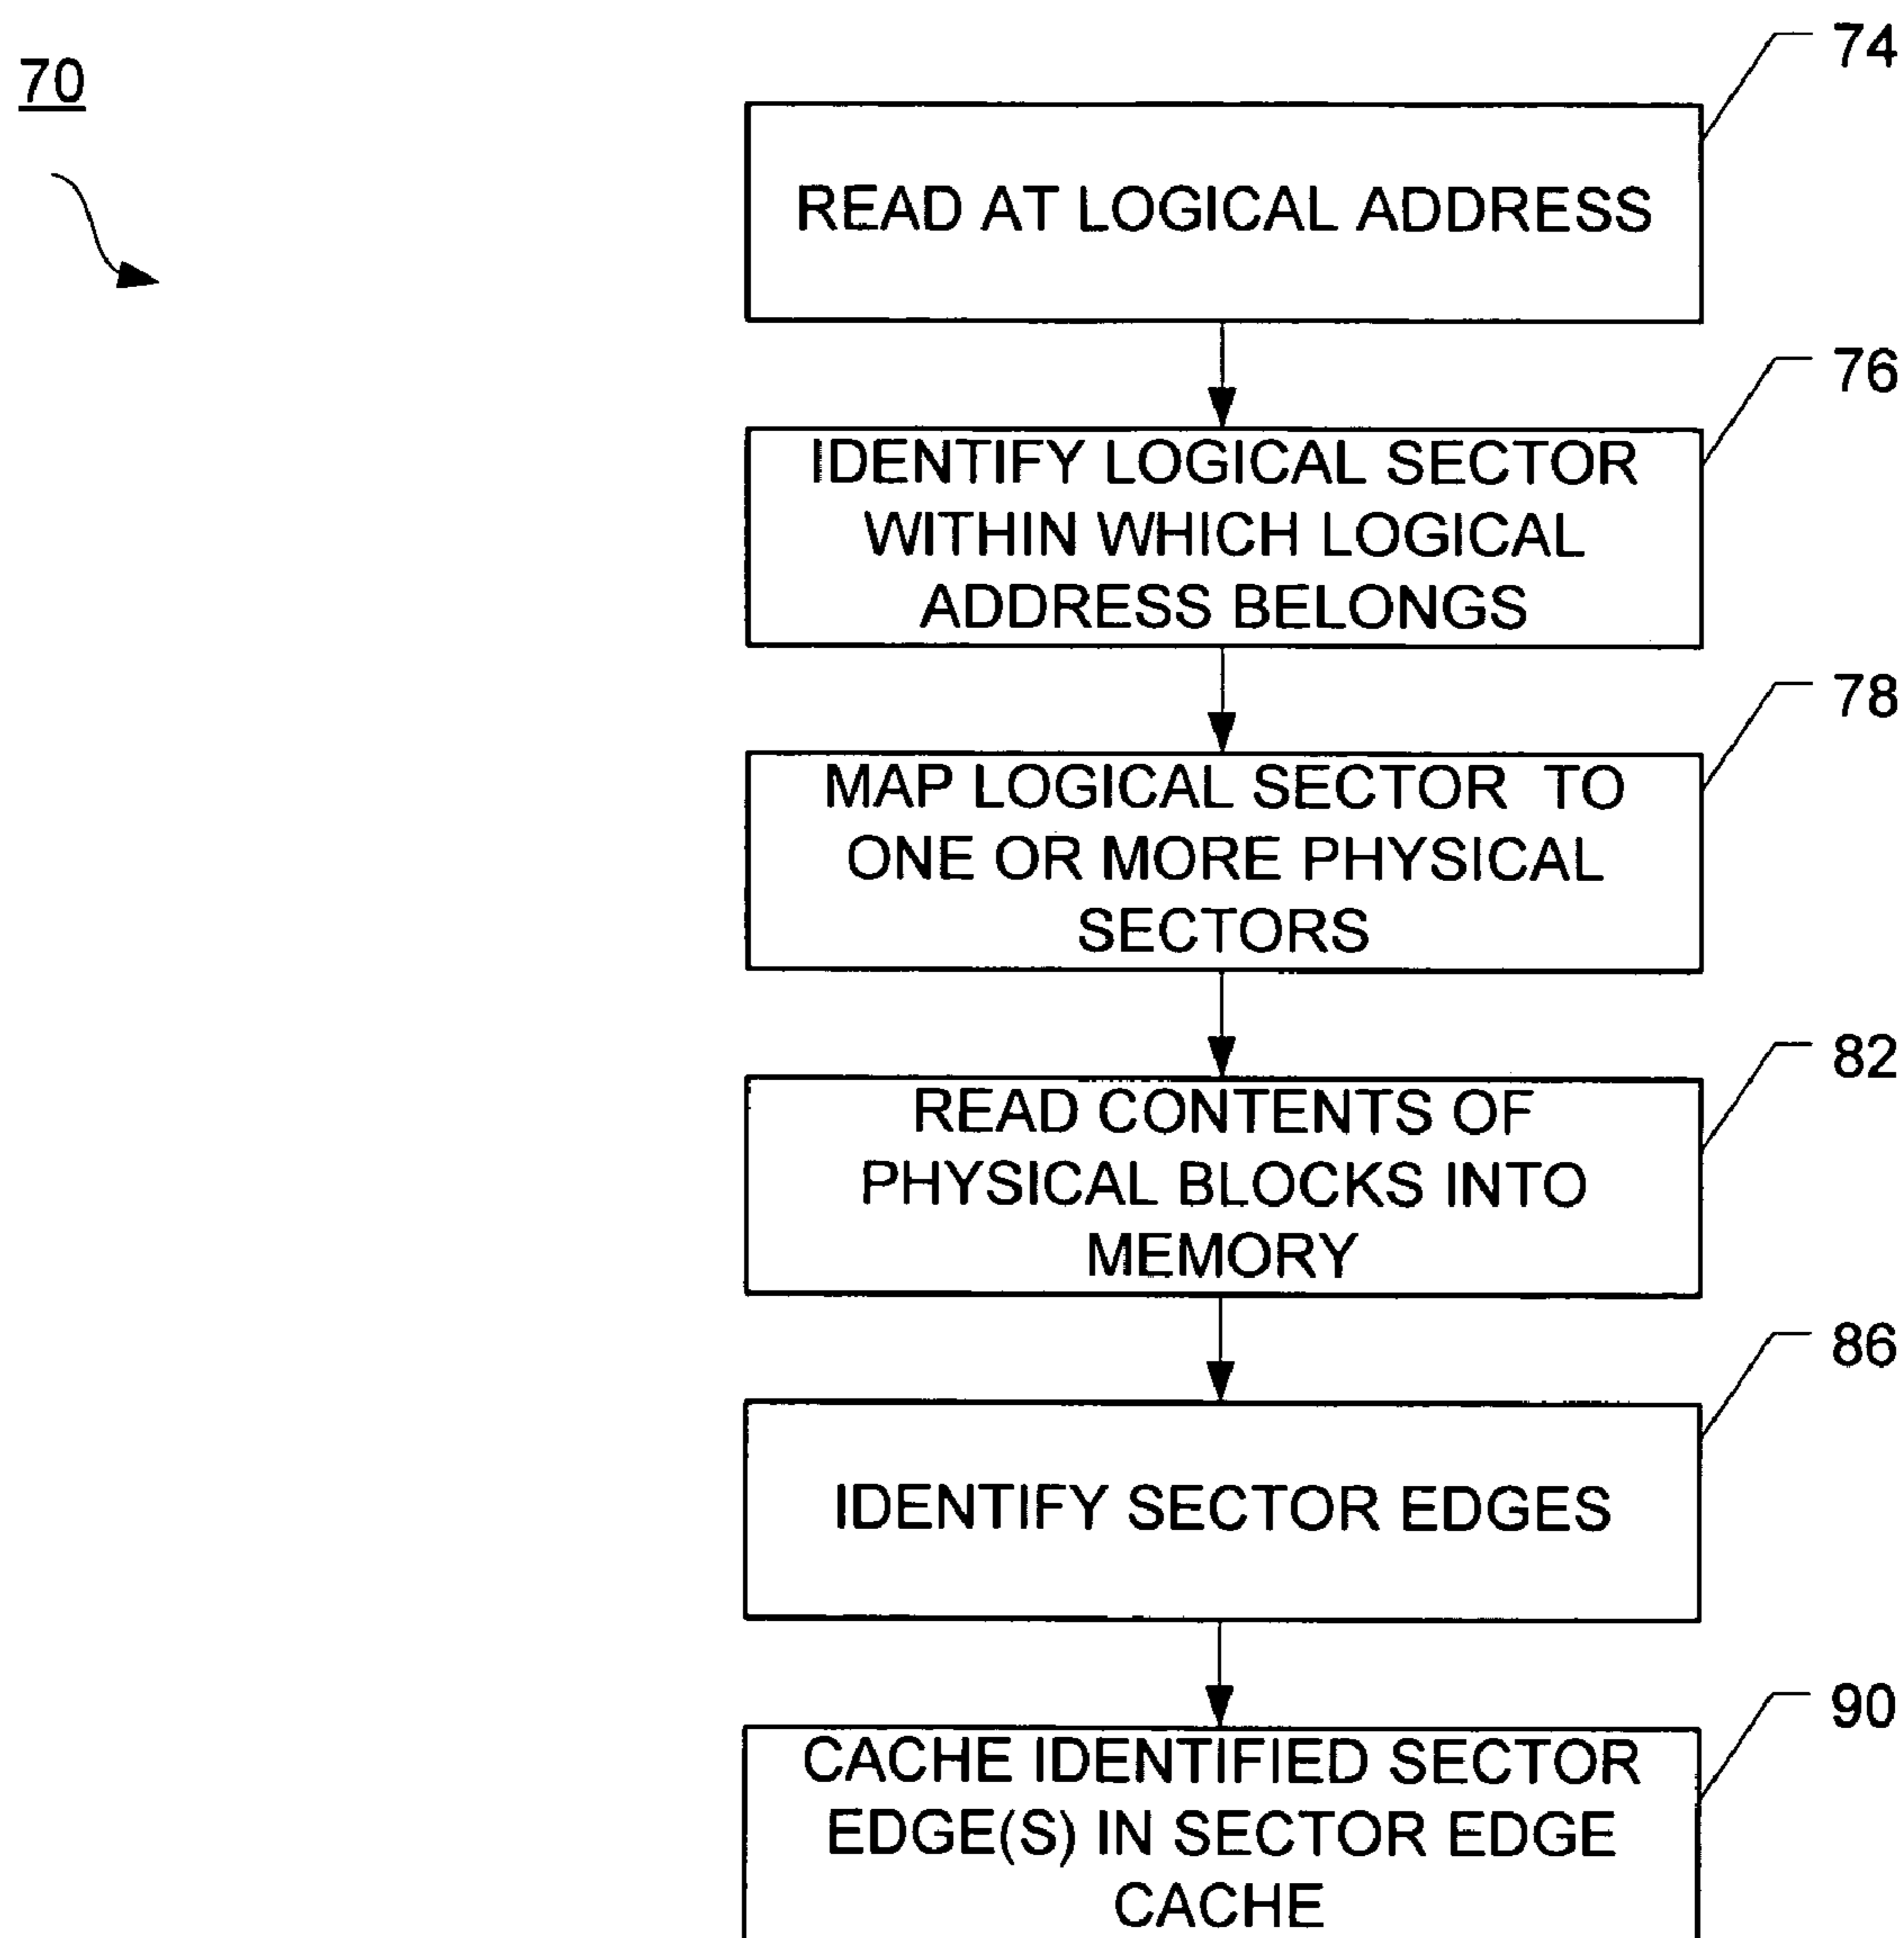 70
74
READ AT LOGICAL ADDRESS
76
IDENTIFY LOGICAL SECTOR
WITHIN WHICH LOGICAL
ADDRESS BELONGS
78
MAP LOGICAL SECTOR TO
ONE OR MORE PHYSICAL
SECTORS
82
READ CONTENTS OF
PHYSICAL BLOCKS INTO
MEMORY
86
IDENTIFY SECTOR EDGES
90
CACHE IDENTIFIED SECTOR
EDGE(S) IN SECTOR EDGE
CACHE